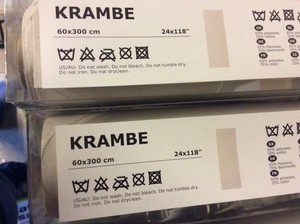 KRAMBE
60x300 cm 24x118"
US/AU: Do not wash. Do not bleach. Do not tumble dry.
Do not iron. Do not dryclean.
KRAMBE
60x300 cm 24x118"
US/AU: Do not wash. Do not bleach. Do not tumble dry.
Do not iron. Do not dryclean.